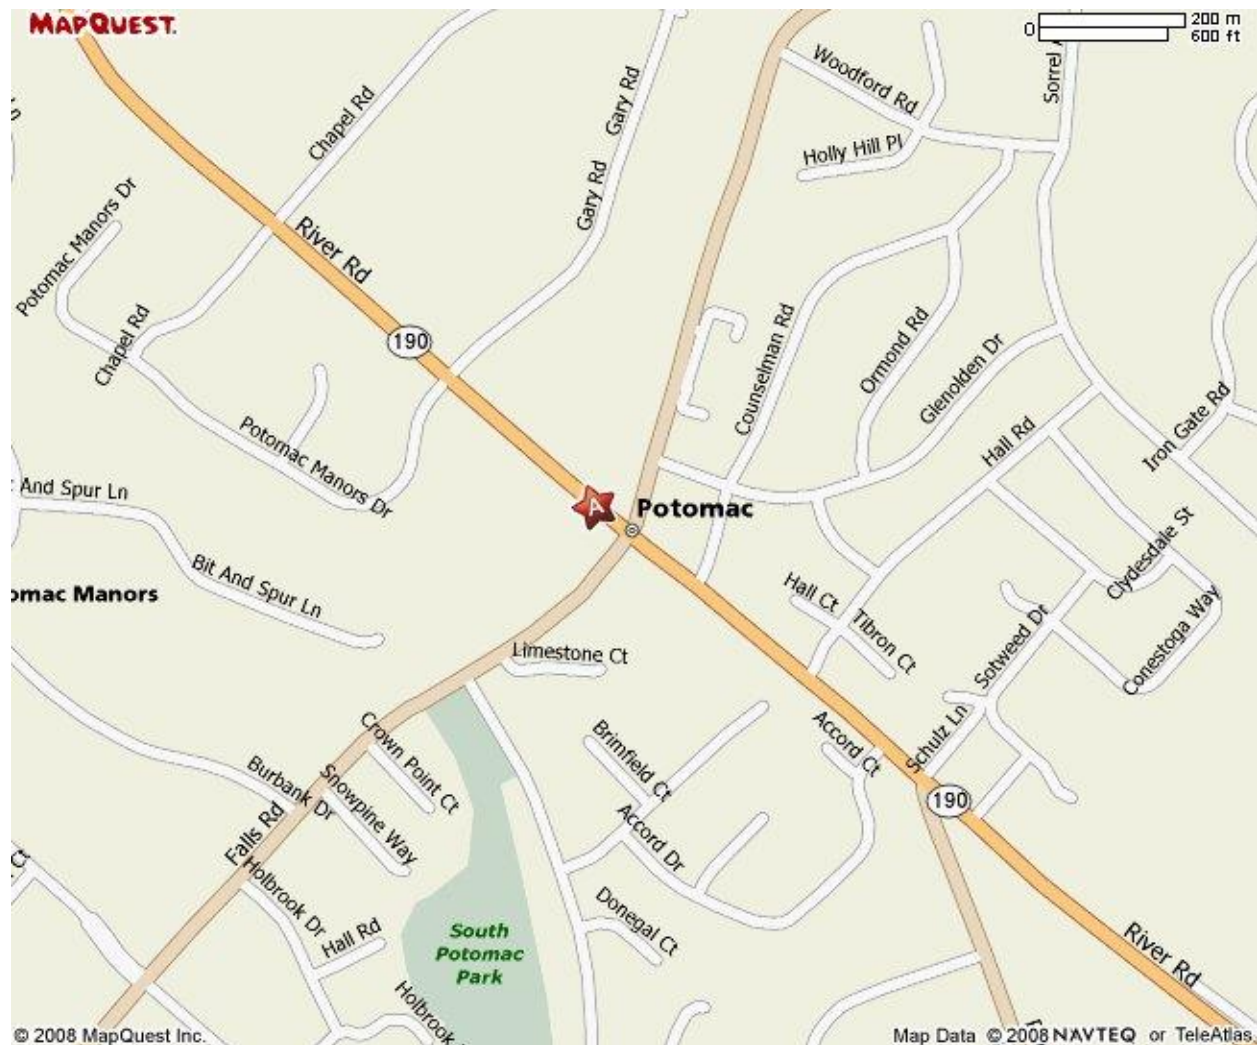 MAPQUEST.
200 m
0
600 ft
Woodford Rd
Sorrel
Chapel Rd
Gary Rd
Holly Hill Pl
Gary Rd
Potomac Manors Dr
River Rd
190
Chapel Rd
Counselman Rd
Ormond Rd
Glenolden Dr
Hall Rd
Iron Gate Rd
Potomac Manors Dr
And Spur Ln
A
Potomac
Clydesdale St
Bit And Spur Ln
omac Manors
Hall Ct
Tibron Ct
Conestoga Way
Sotweed Dr
Limestone Ct
Crown Point Ct
Brimfield Ct
Accord Ct
Schulz Ln
Burbank Dr
Snowpine Way
190
Falls Rd
Accord Dr
Ct
Holbrook Dr
Donegal Ct
Hall Rd
South
Potomac
Park
River Rd
Holbrook
© 2008 MapQuest Inc.
Map Data © 2008 NAVTEQ or TeleAtlas